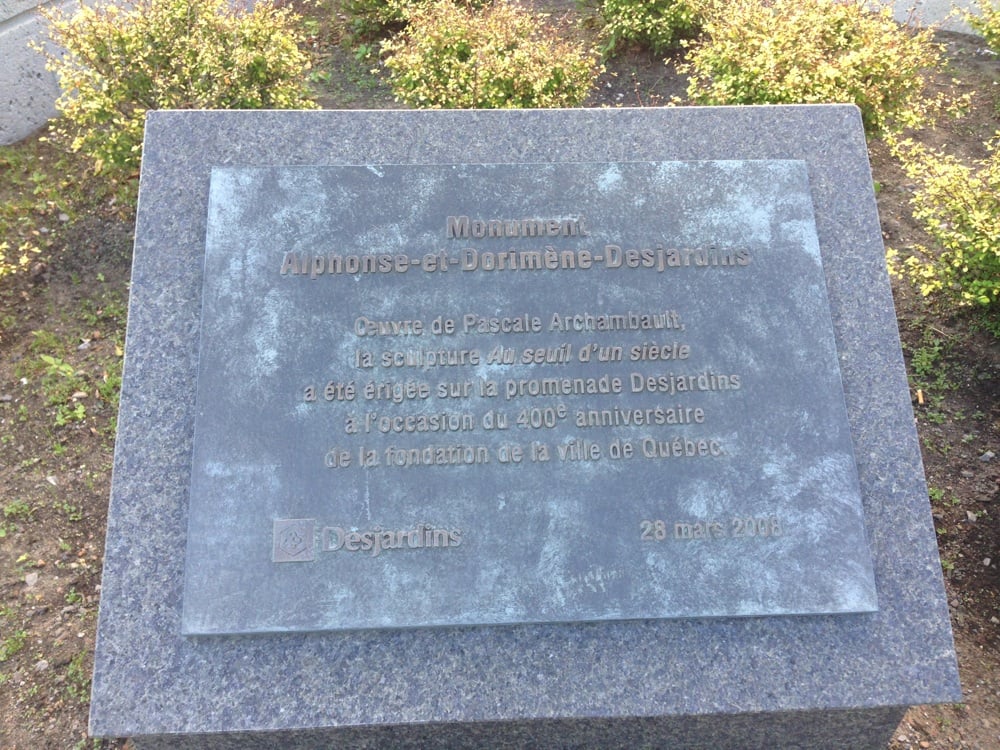 Monument
Alphonse-et-Dorimène-Desjardins
Œuvre de Pascale Archambault,
la sculpture Au seuil d'un siècle
a été érigée sur la promenade Desjardins
à l'occasion du 400e anniversaire
de la fondation de la ville de Québec.
Desjardins
28 mars 2008